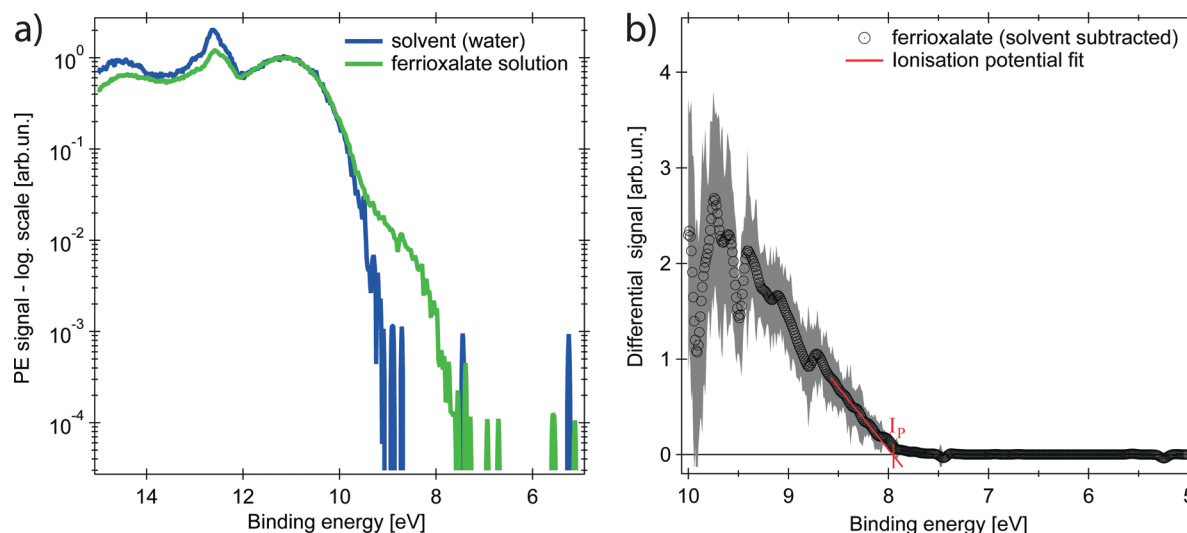 a)
solvent (water)
ferrioxalate solution
PE signal - log. scale [arb.un.]
10⁰
10⁻¹
10⁻²
10⁻³
10⁻⁴
14
12
10
8
6
Binding energy [eV]
b)
ferrioxalate (solvent subtracted)
Ionisation potential fit
Differential signal [arb.un.]
4
3
2
1
0
I_P
10
9
8
7
6
5
Binding energy [eV]